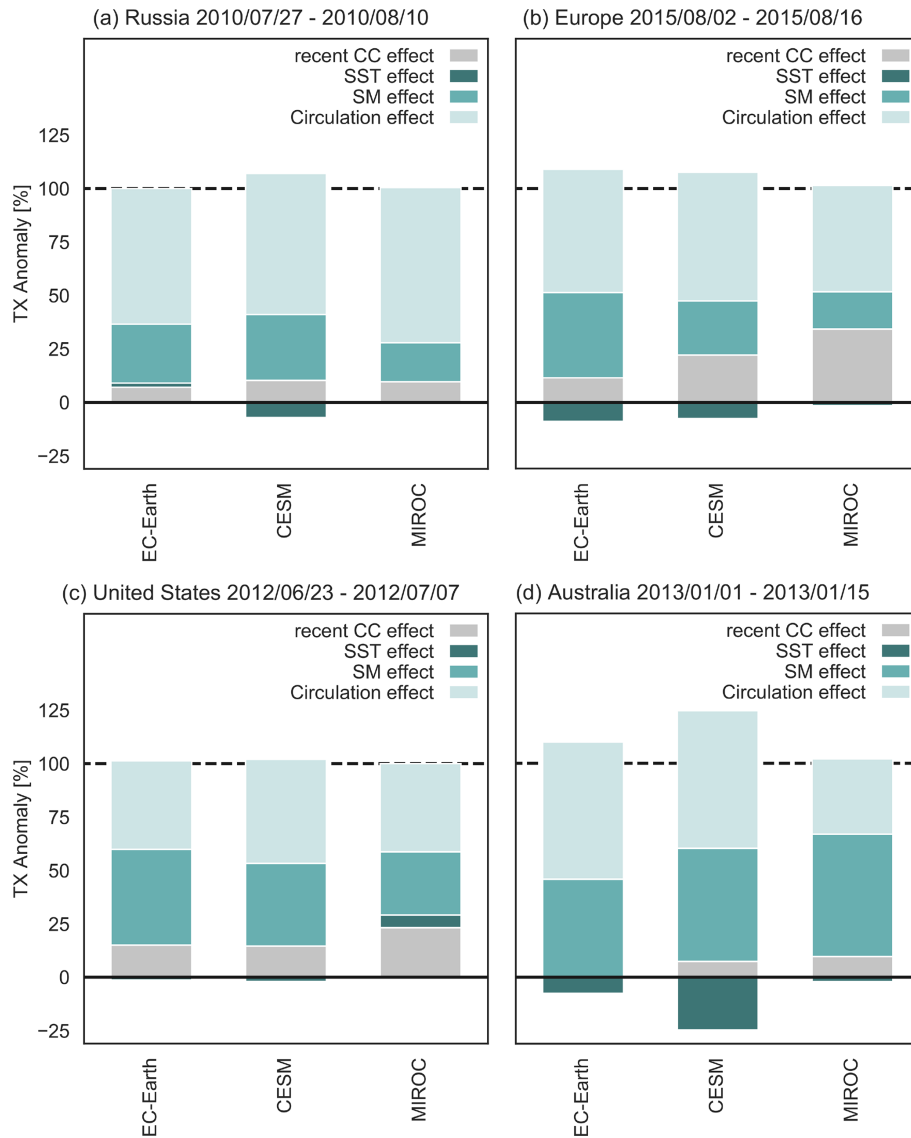 (a) Russia 2010/07/27 - 2010/08/10
recent CC effect
SST effect
SM effect
Circulation effect
TX Anomaly [%]
125
100
75
50
25
0
−25
EC-Earth
CESM
MIROC
(b) Europe 2015/08/02 - 2015/08/16
recent CC effect
SST effect
SM effect
Circulation effect
EC-Earth
CESM
MIROC
(c) United States 2012/06/23 - 2012/07/07
recent CC effect
SST effect
SM effect
Circulation effect
TX Anomaly [%]
125
100
75
50
25
0
−25
EC-Earth
CESM
MIROC
(d) Australia 2013/01/01 - 2013/01/15
recent CC effect
SST effect
SM effect
Circulation effect
EC-Earth
CESM
MIROC